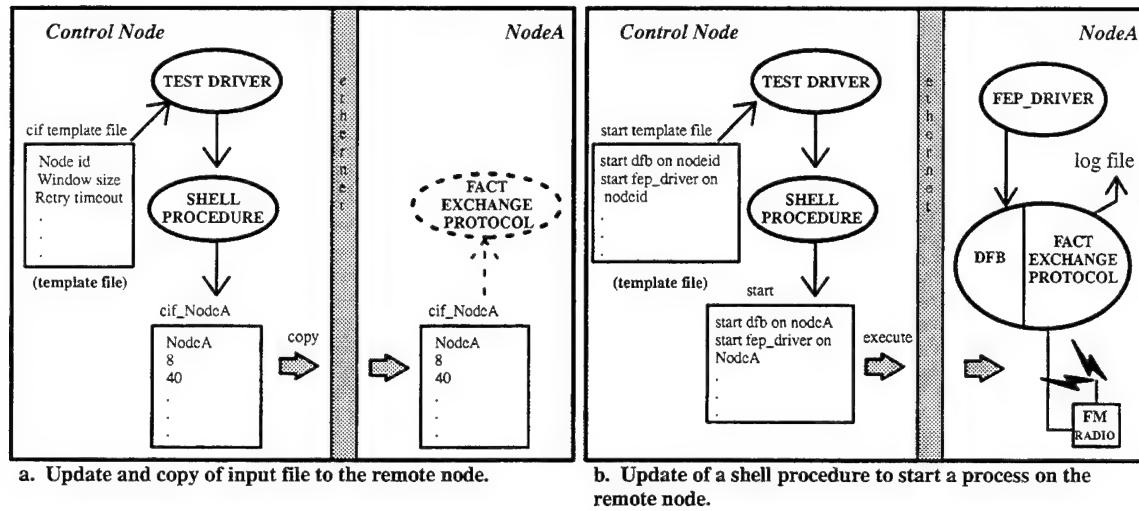 Control Node
NodeA
TEST DRIVER
cif template file
Node id
Window size
Retry timeout
.
.
.
(template file)
SHELL
PROCEDURE
cif_NodeA
NodeA
8
40
.
.
.
copy
ethernet
FACT
EXCHANGE
PROTOCOL
cif_NodeA
NodeA
8
40
.
.
.
a. Update and copy of input file to the remote node.
Control Node
NodeA
TEST DRIVER
start template file
start dfb on nodeid
start fep_driver on
nodeid
.
.
.
(template file)
SHELL
PROCEDURE
start
start dfb on nodeA
start fep_driver on
NodeA
.
.
.
execute
ethernet
FEP_DRIVER
log file
DFB
FACT
EXCHANGE
PROTOCOL
FM
RADIO
b. Update of a shell procedure to start a process on the
remote node.